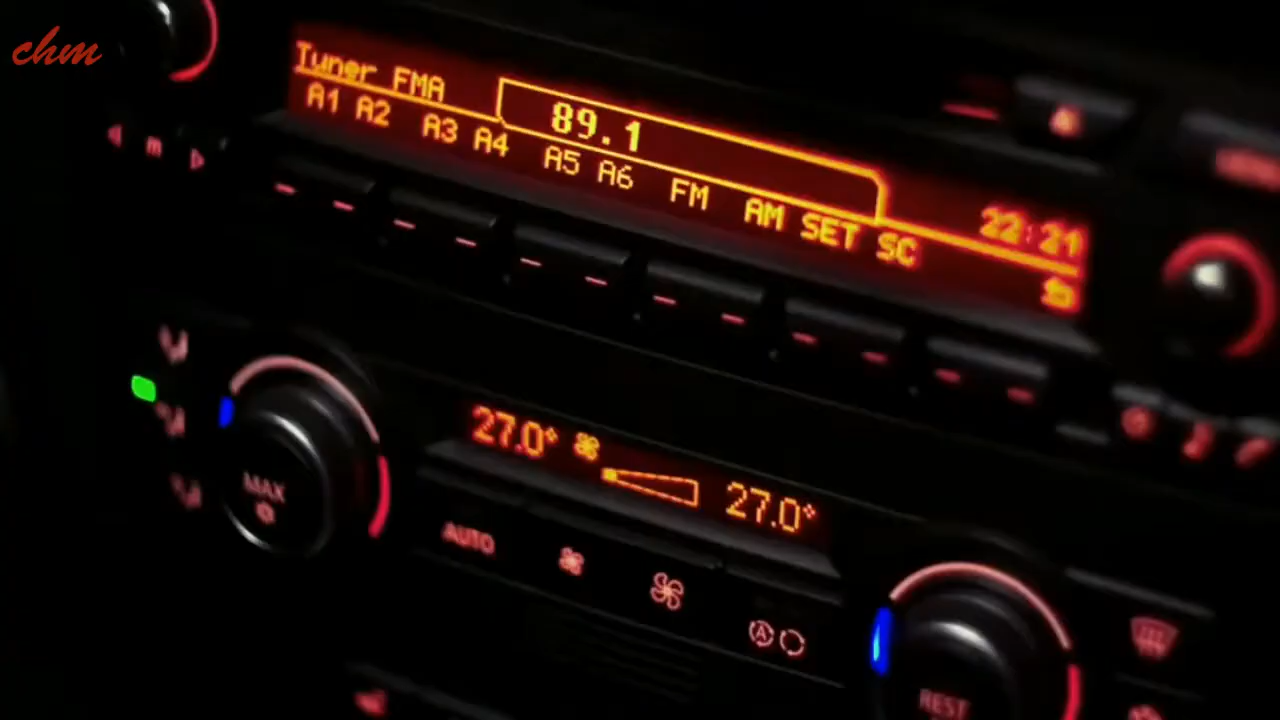 chm
Tuner FMA
89.1
A1 A2 A3 A4 A5 A6 FM AM SET SC
22:21
m
27.0°
27.0°
MAX
AUTO
A
REST